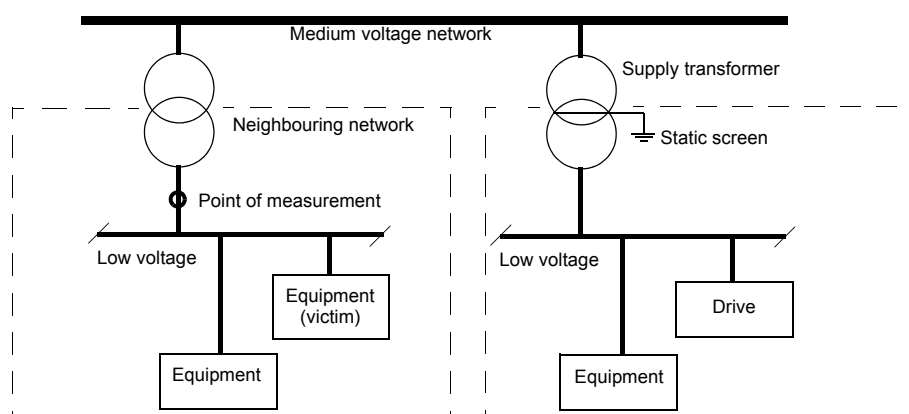 Medium voltage network
Supply transformer
Neighbouring network
Static screen
Point of measurement
Low voltage
Low voltage
Equipment
(victim)
Drive
Equipment
Equipment